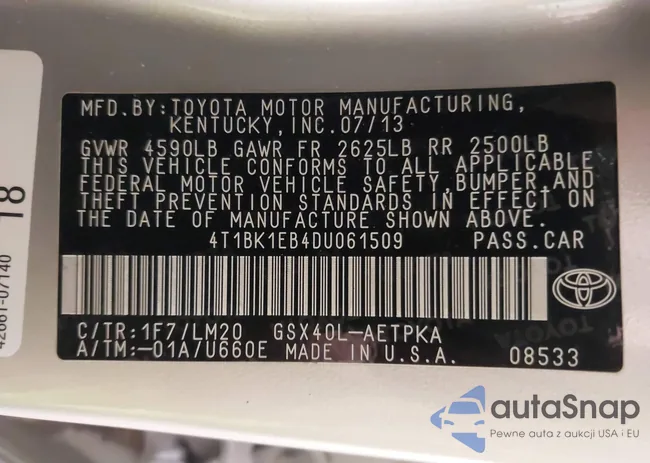 MFD.BY:TOYOTA MOTOR MANUFACTURING,
KENTUCKY,INC.07/13
GVWR 4590LB GAWR FR 2625LB RR 2500LB
THIS VEHICLE CONFORMS TO ALL APPLICABLE
FEDERAL MOTOR VEHICLE SAFETY,BUMPER,AND
THEFT PREVENTION STANDARDS IN EFFECT ON
THE DATE OF MANUFACTURE SHOWN ABOVE.
4T1BK1EB4DU061509 PASS.CAR
C/TR:1F7/LM20 GSX40L-AETPKA
A/TM:-01A/U660E MADE IN U.S.A. 08533
18
42661-07140
autaSnap
Pewne auta z aukcji USA i EU